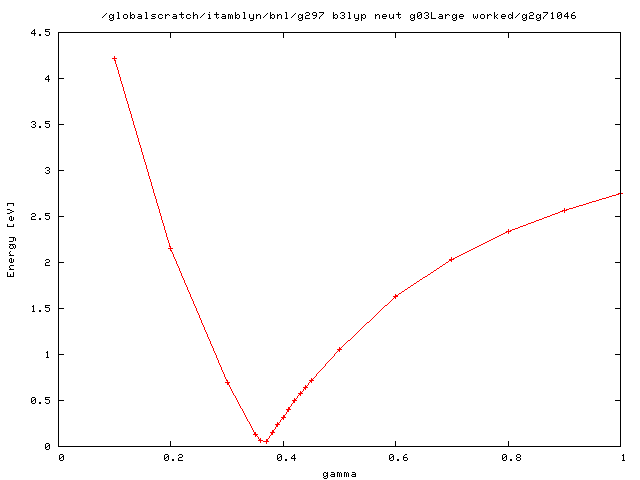 /globalscratch/itamblyn/bnl/g297 b3lyp neut g03Large worked/g2g71046
4.5
4
3.5
3
2.5
2
1.5
1
0.5
0
Energy [eV]
0 0.2 0.4 0.6 0.8 1
gamma